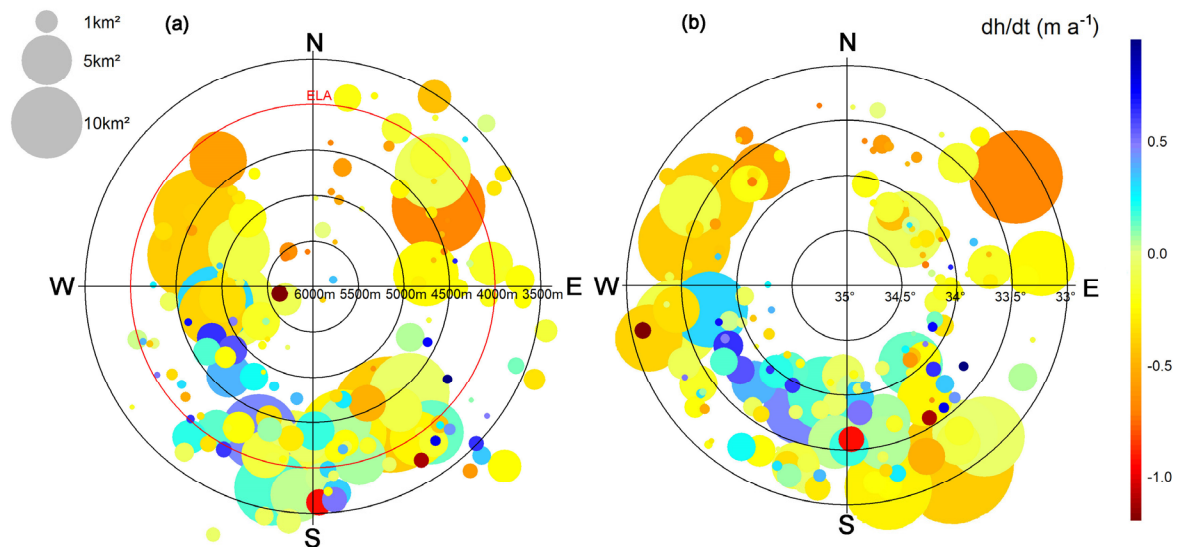 1km²
5km²
10km²
(a)
N
ELA
W
6000m 5500m 5000m 4500m 4000m 3500m
E
S
(b)
N
W
35° 34,5° 34° 33,5° 33°
E
S
dh/dt (m a⁻¹)
0.5
0.0
-0.5
-1.0